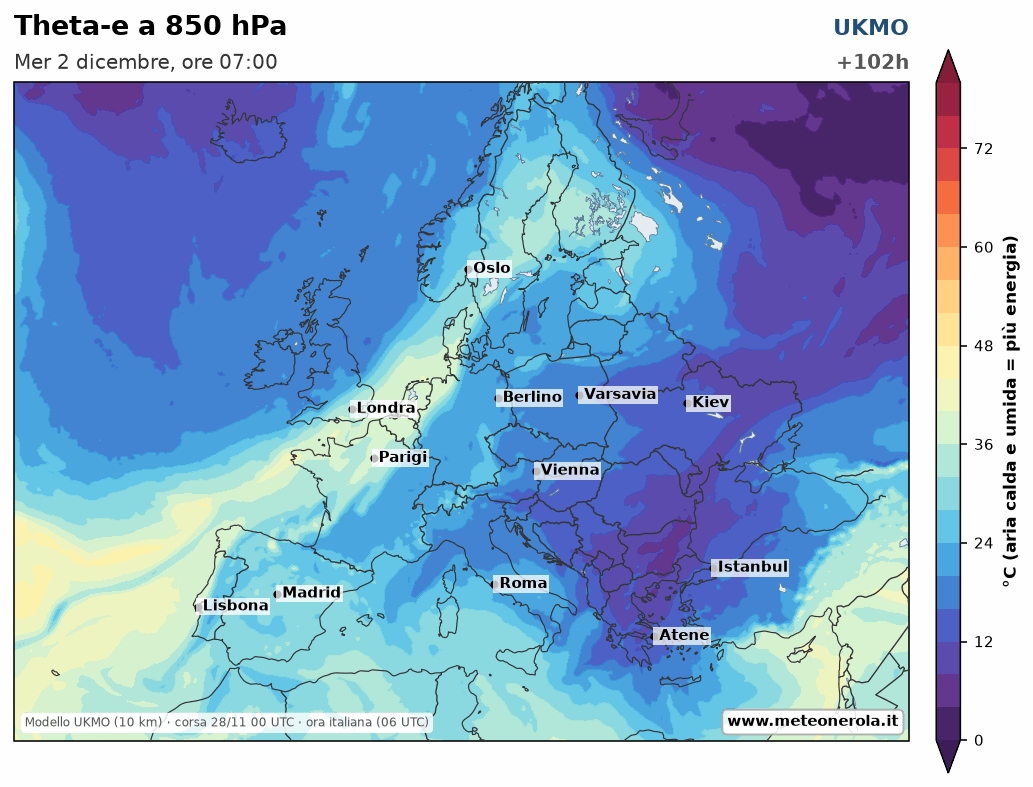 Theta-e a 850 hPa
UKMO
Mer 2 dicembre, ore 07:00
+102h
72
60
48
36
24
12
0
°C (aria calda e umida = più energia)
Oslo
Londra
Berlino
Varsavia
Kiev
Parigi
Vienna
Istanbul
Roma
Madrid
Lisbona
Atene
Modello UKMO (10 km) · corsa 28/11 00 UTC · ora italiana (06 UTC)
www.meteonerola.it